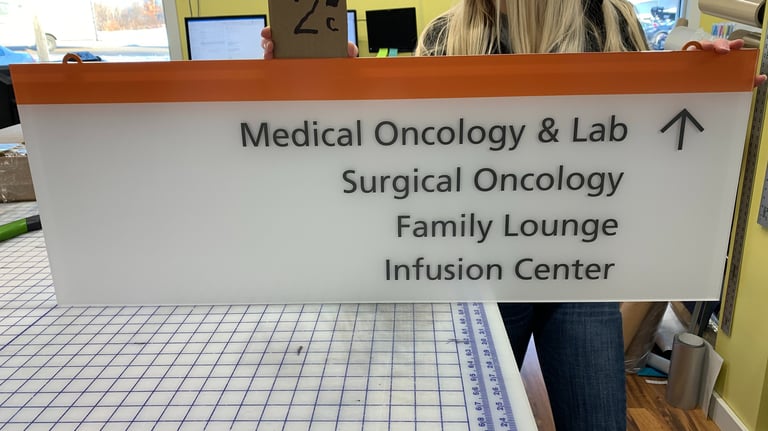 2c
Medical Oncology & Lab
Surgical Oncology
Family Lounge
Infusion Center